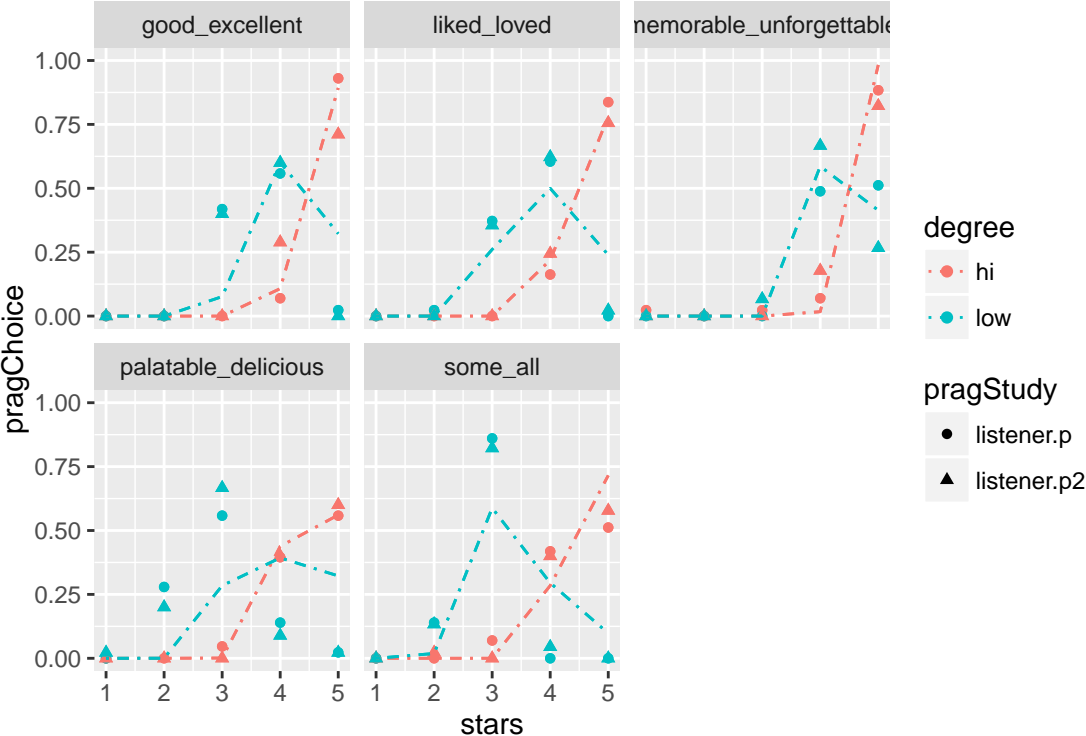 good_excellent
liked_loved
memorable_unforgettable
1.00
0.75
0.50
0.25
0.00
palatable_delicious
some_all
1.00
0.75
0.50
0.25
0.00
1 2 3 4 5
1 2 3 4 5
stars
pragChoice
degree
hi
low
pragStudy
listener.p
listener.p2